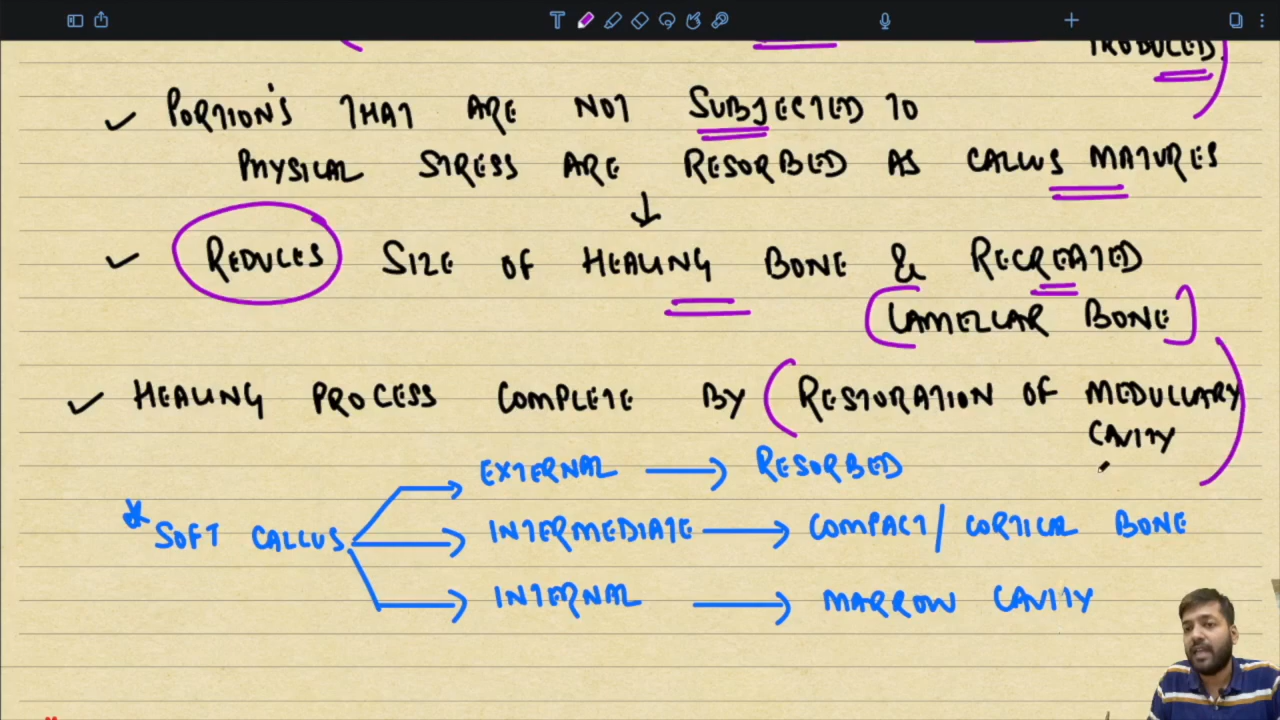 PRODUCED
✓ PORTION'S THAT ARE NOT SUBJECTED TO
PHYSICAL STRESS ARE RESORBED AS CALLUS MATURES
↓
✓ REDUCES SIZE OF HEALING BONE & RECREATED
(LAMELLAR BONE)
✓ HEALING PROCESS COMPLETE BY (RESTORATION OF MEDULLARY
CAVITY)
EXTERNAL → RESORBED
* SOFT CALLUS → INTERMEDIATE → COMPACT/ CORTICAL BONE
INTERNAL → MARROW CAVITY